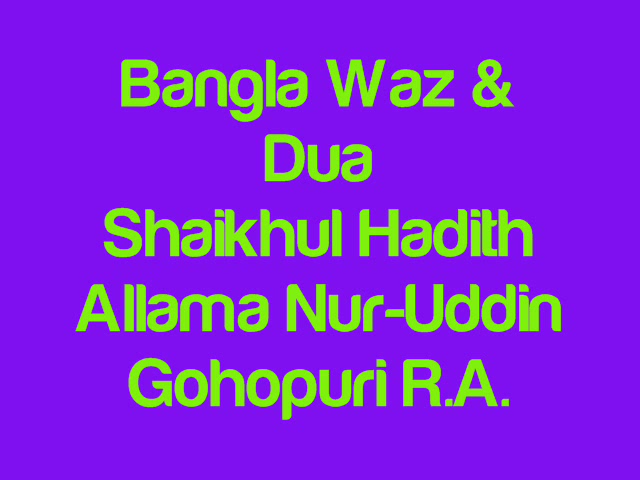 Bangla Waz &
Dua
Shaikhul Hadith
Allama Nur-Uddin
Gohopuri R.A.